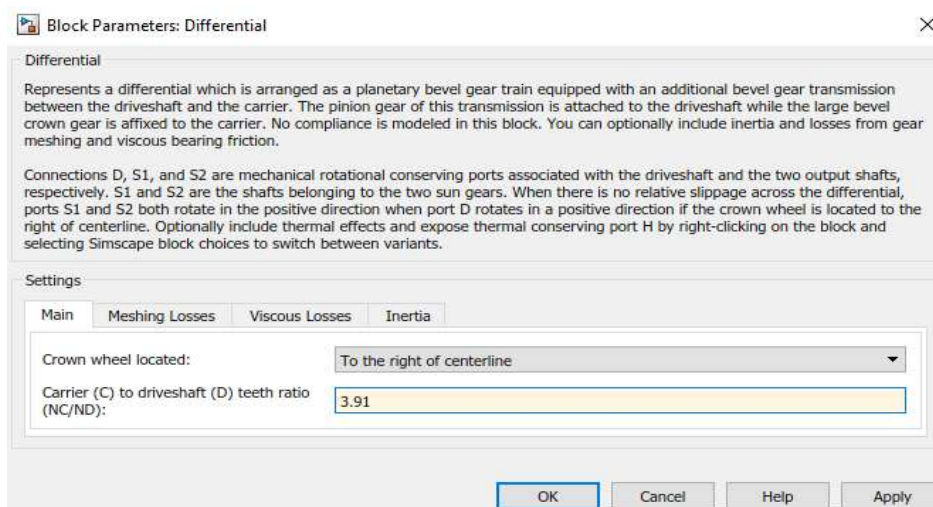 Block Parameters: Differential
Differential
Represents a differential which is arranged as a planetary bevel gear train equipped with an additional bevel gear transmission
between the driveshaft and the carrier. The pinion gear of this transmission is attached to the driveshaft while the large bevel
crown gear is affixed to the carrier. No compliance is modeled in this block. You can optionally include inertia and losses from gear
meshing and viscous bearing friction.
Connections D, S1, and S2 are mechanical rotational conserving ports associated with the driveshaft and the two output shafts,
respectively. S1 and S2 are the shafts belonging to the two sun gears. When there is no relative slippage across the differential,
ports S1 and S2 both rotate in the positive direction when port D rotates in a positive direction if the crown wheel is located to the
right of centerline. Optionally include thermal effects and expose thermal conserving port H by right-clicking on the block and
selecting Simscape block choices to switch between variants.
Settings
Main Meshing Losses Viscous Losses Inertia
Crown wheel located: To the right of centerline
Carrier (C) to driveshaft (D) teeth ratio
(NC/ND): 3.91
OK Cancel Help Apply